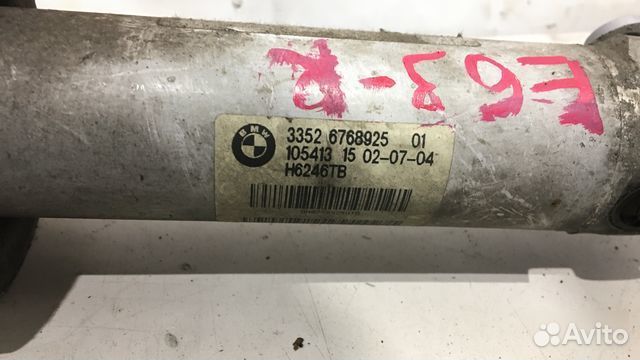 E63-R
BMW
3352 6768925 01
105413 15 02-07-04
H6246TB
Avito